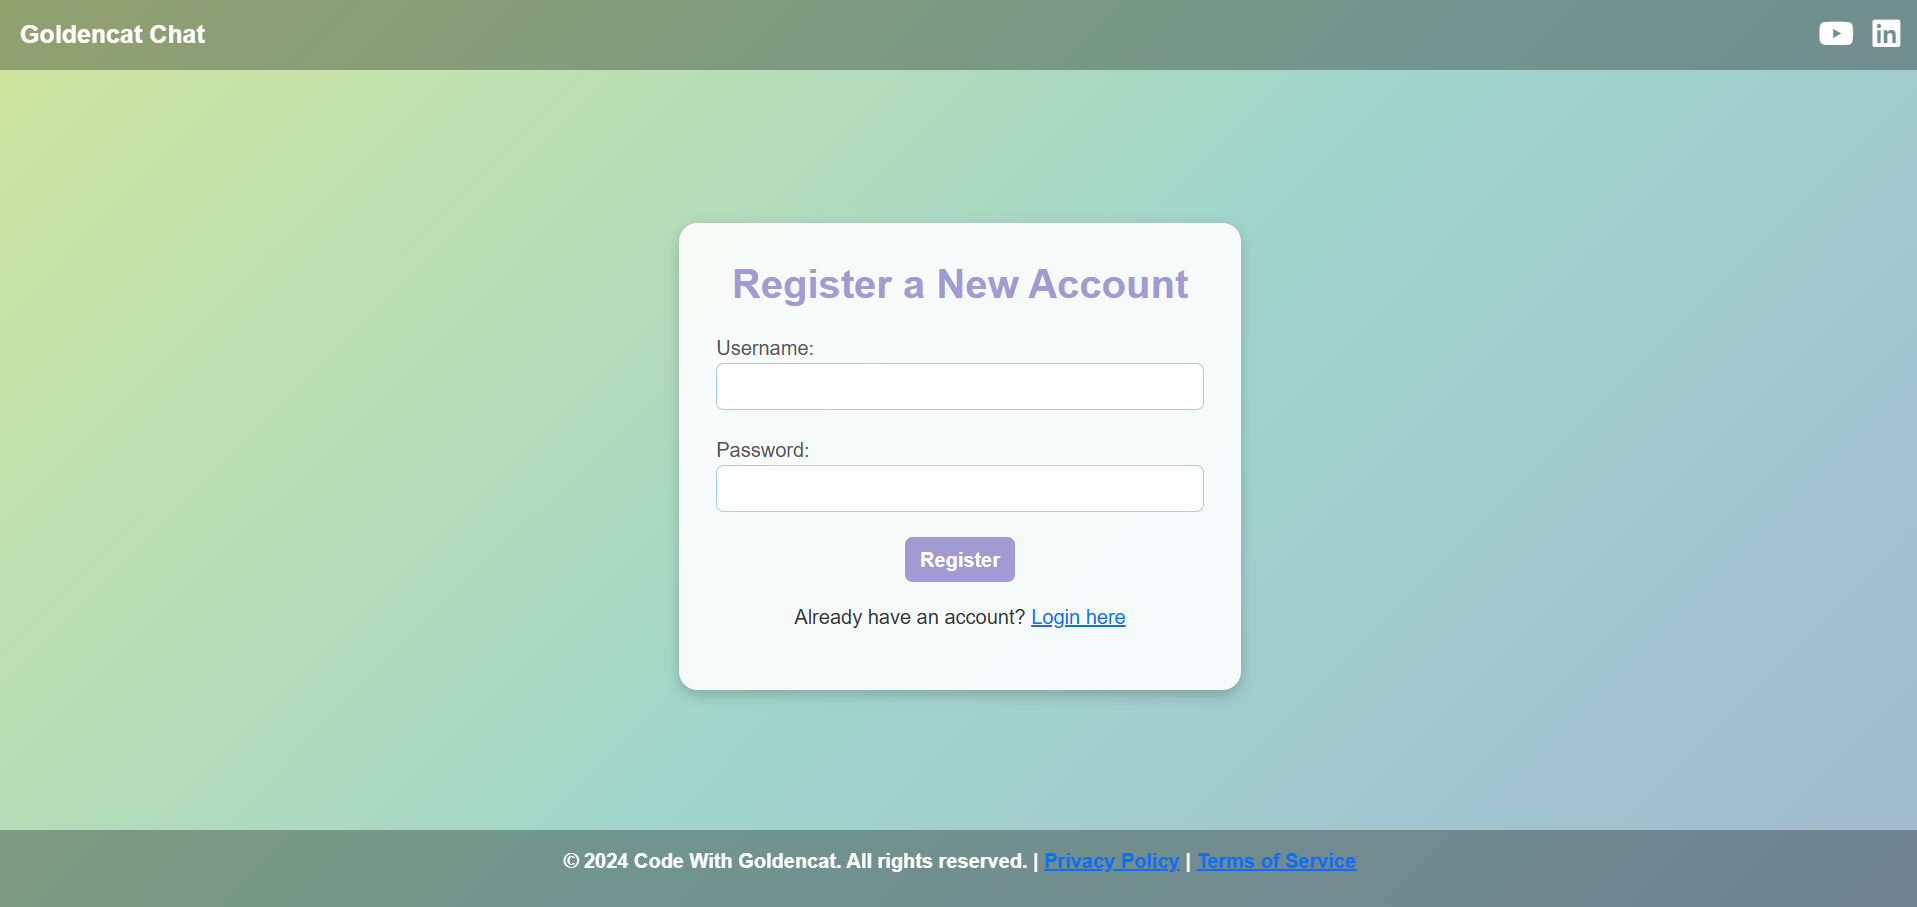 Goldencat Chat
Register a New Account
Username:
Password:
Register
Already have an account? Login here
© 2024 Code With Goldencat. All rights reserved. | Privacy Policy | Terms of Service